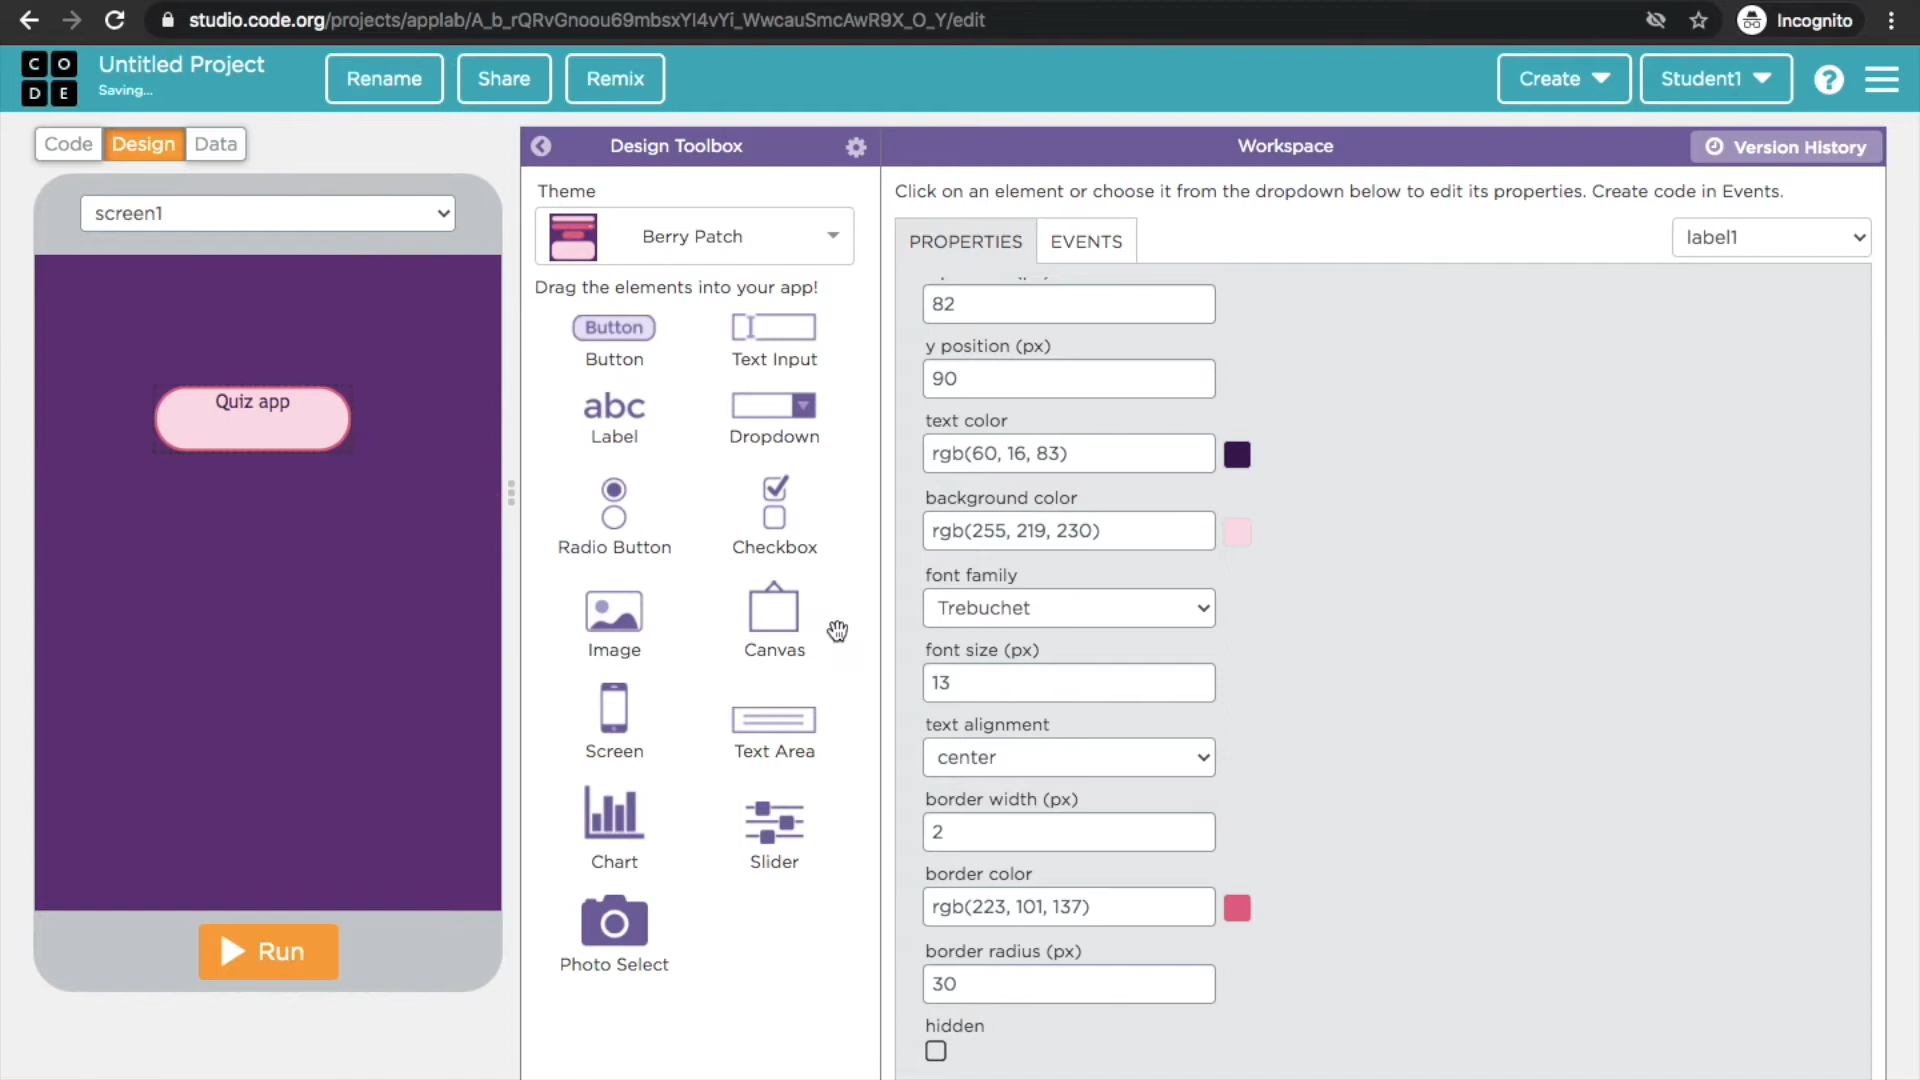 studio.code.org/projects/applab/A_b_rQRvGnoou69mbsxYl4vYi_WwcauSmcAwR9X_O_Y/edit
Incognito
C O
D E
Untitled Project
Saving...
Rename
Share
Remix
Create
Student1
?
Code
Design
Data
screen1
Quiz app
Run
Design Toolbox
Theme
Berry Patch
Drag the elements into your app!
Button
Button
Text Input
abc
Label
Dropdown
Radio Button
Checkbox
Image
Canvas
Screen
Text Area
Chart
Slider
Photo Select
Workspace
Version History
Click on an element or choose it from the dropdown below to edit its properties. Create code in Events.
PROPERTIES
EVENTS
label1
82
y position (px)
90
text color
rgb(60, 16, 83)
background color
rgb(255, 219, 230)
font family
Trebuchet
font size (px)
13
text alignment
center
border width (px)
2
border color
rgb(223, 101, 137)
border radius (px)
30
hidden